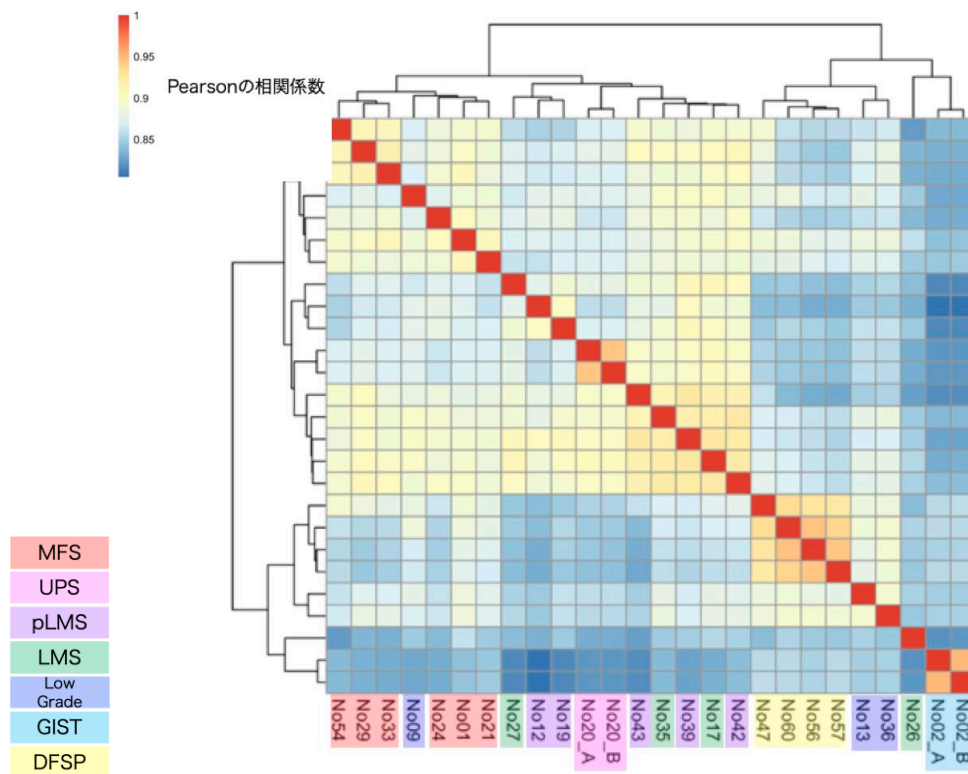 1
0.95
0.9
0.85
Pearsonの相関係数
MFS
UPS
pLMS
LMS
Low
Grade
GIST
DFSP
No54
No29
No33
No09
No24
No01
No21
No27
No12
No19
No20_A
No20_B
No43
No35
No39
No17
No42
No47
No60
No56
No57
No13
No36
No26
No02_A
No02_B